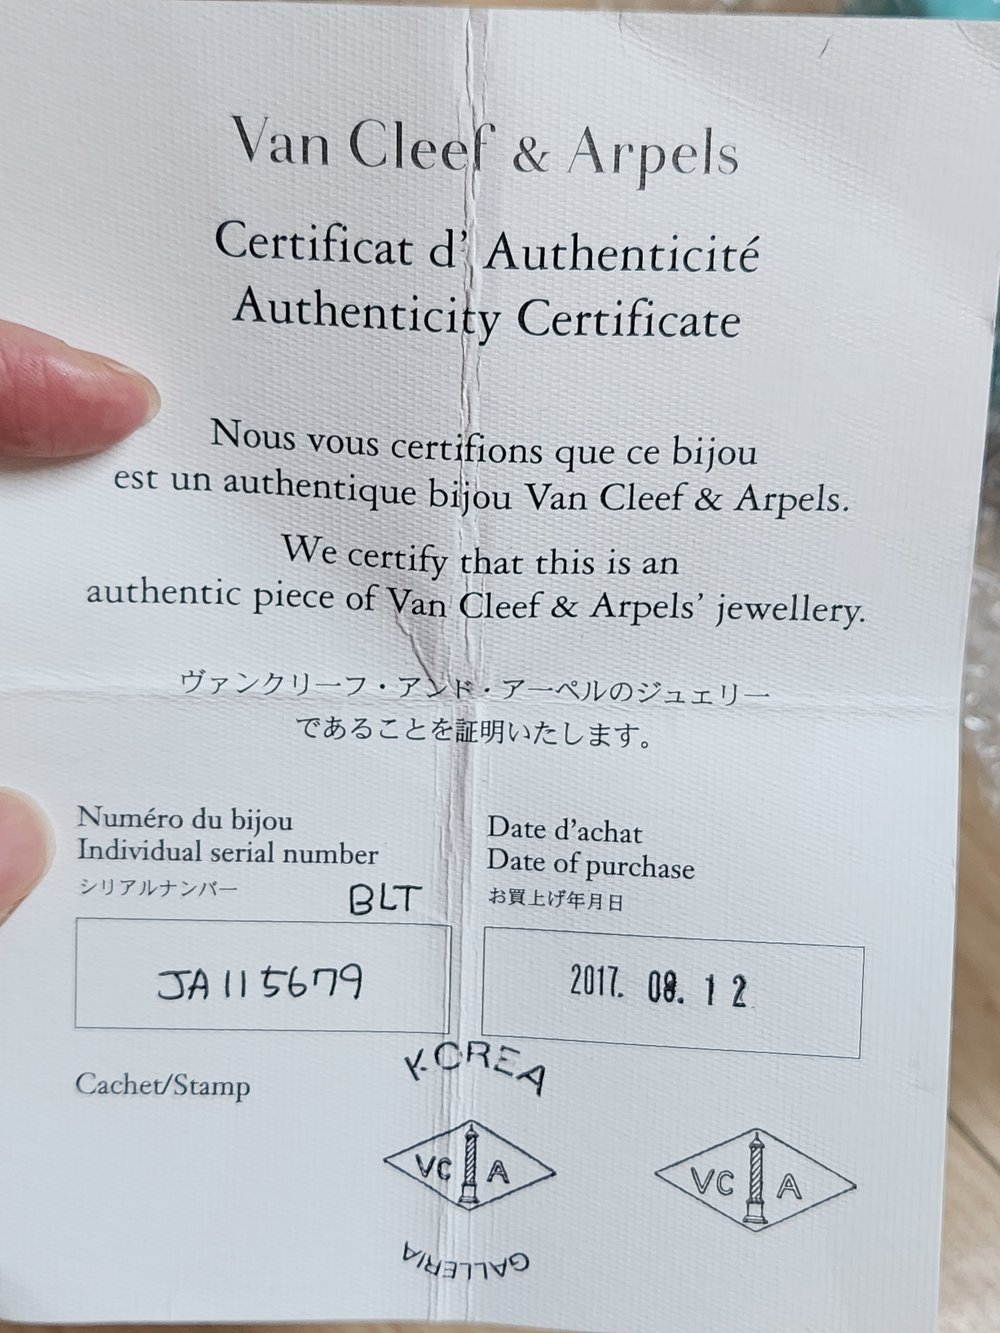 Van Cleef & Arpels
Certificat d' Authenticité
Authenticity Certificate
Nous vous certifions que ce bijou
est un authentique bijou Van Cleef & Arpels.
We certify that this is an
authentic piece of Van Cleef & Arpels' jewellery.
ヴァンクリーフ・アンド・アーペルのジュエリー
であることを証明いたします。
Numéro du bijou
Individual serial number
シリアルナンバー
BLT
JA115679
Date d'achat
Date of purchase
お買上げ年月日
2017. 08. 12
Cachet/Stamp
KOREA
VC A
GALLERIA
VC A